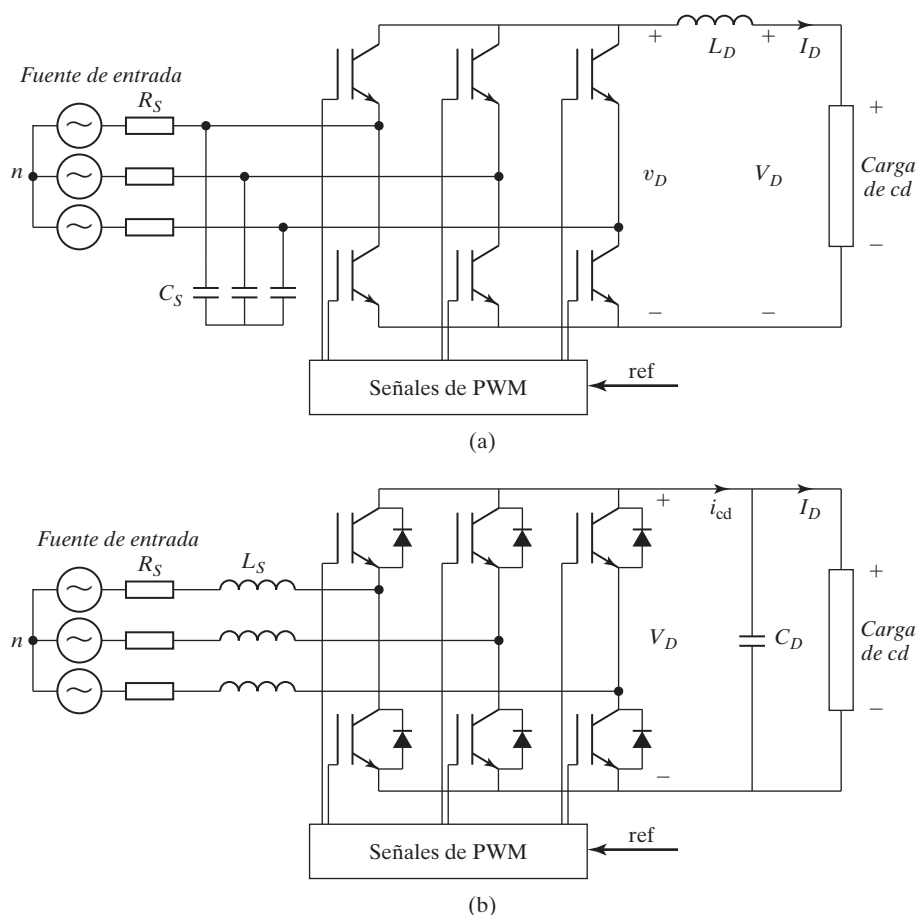 Fuente de entrada
R_S
n
C_S
+
L_D
+
I_D
v_D
V_D
+
Carga
de cd
−
−
−
Señales de PWM
ref
(a)
Fuente de entrada
R_S
L_S
n
+
i_cd
I_D
V_D
C_D
+
Carga
de cd
−
−
Señales de PWM
ref
(b)